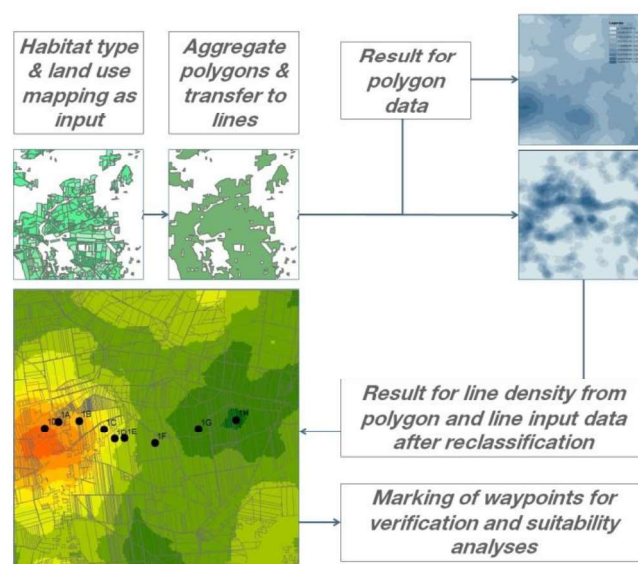 Habitat type
& land use
mapping as
input
Aggregate
polygons &
transfer to
lines
Result for
polygon
data
1A
1B
1C
1E
1F
1G
1H
Result for line density from
polygon and line input data
after reclassification
Marking of waypoints for
verification and suitability
analyses